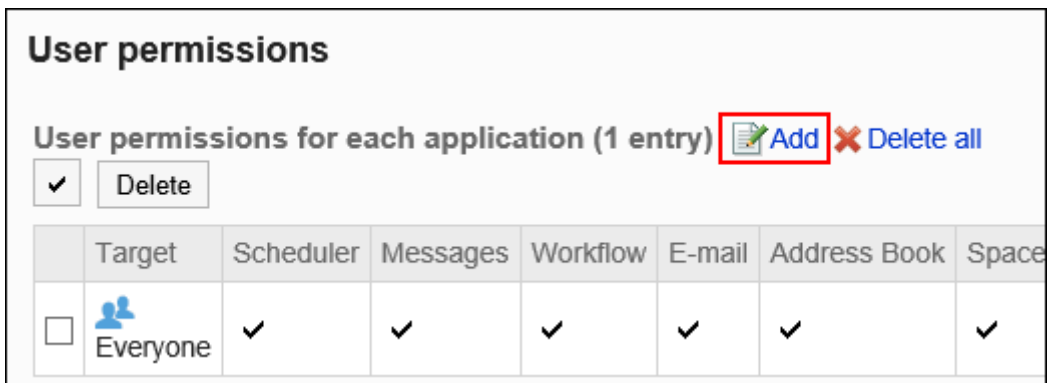 User permissions
User permissions for each application (1 entry) Add Delete all
Delete
Target Scheduler Messages Workflow E-mail Address Book Space
Everyone